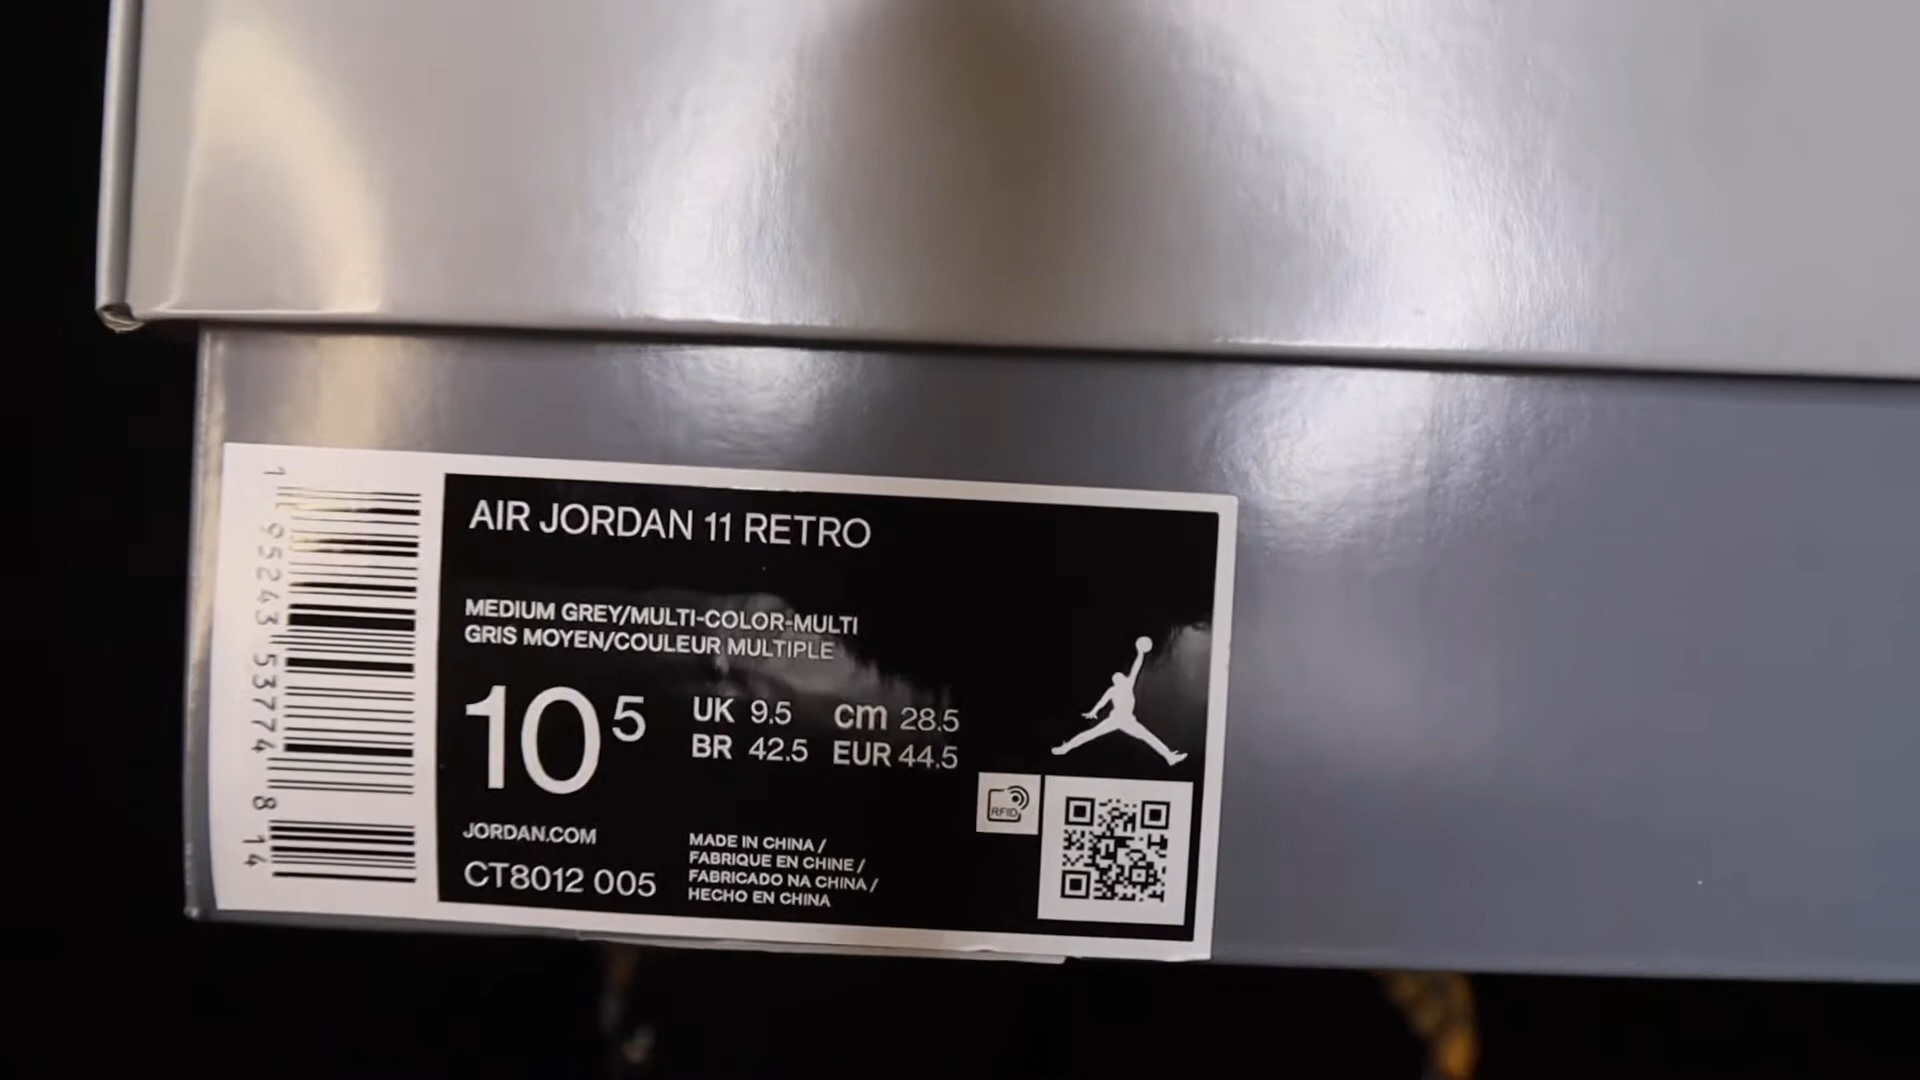 AIR JORDAN 11 RETRO
MEDIUM GREY/MULTI-COLOR-MULTI
GRIS MOYEN/COULEUR MULTIPLE
10 5
UK 9.5 cm 28.5
BR 42.5 EUR 44.5
JORDAN.COM
CT8012 005
MADE IN CHINA /
FABRIQUE EN CHINE /
FABRICADO NA CHINA /
HECHO EN CHINA
RFID
1 95243 53774 8 14